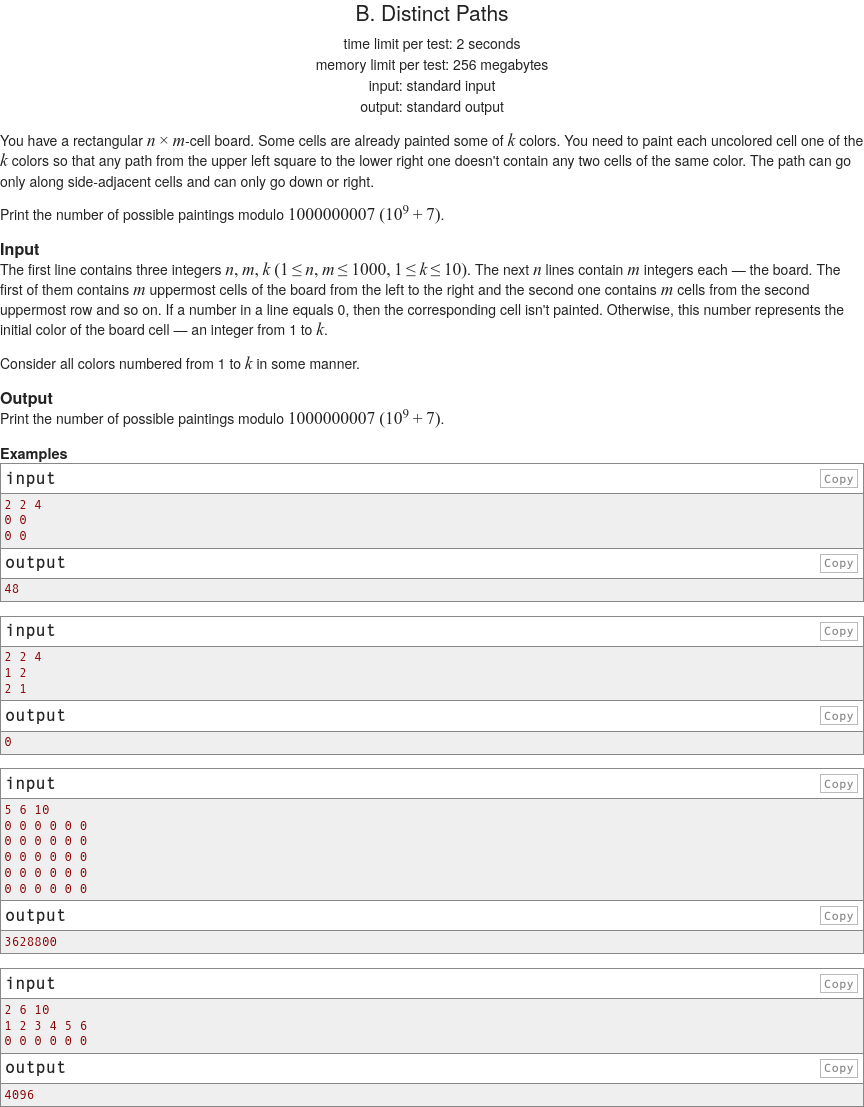 B. Distinct Paths
time limit per test: 2 seconds
memory limit per test: 256 megabytes
input: standard input
output: standard output
You have a rectangular n × m-cell board. Some cells are already painted some of k colors. You need to paint each uncolored cell one of the
k colors so that any path from the upper left square to the lower right one doesn't contain any two cells of the same color. The path can go
only along side-adjacent cells and can only go down or right.
Print the number of possible paintings modulo 1000000007 (10⁹ + 7).
Input
The first line contains three integers n, m, k (1 ≤ n, m ≤ 1000, 1 ≤ k ≤ 10). The next n lines contain m integers each — the board. The
first of them contains m uppermost cells of the board from the left to the right and the second one contains m cells from the second
uppermost row and so on. If a number in a line equals 0, then the corresponding cell isn't painted. Otherwise, this number represents the
initial color of the board cell — an integer from 1 to k.
Consider all colors numbered from 1 to k in some manner.
Output
Print the number of possible paintings modulo 1000000007 (10⁹ + 7).
Examples
input Copy
2 2 4
0 0
0 0
output Copy
48
input Copy
2 2 4
1 2
2 1
output Copy
0
input Copy
5 6 10
0 0 0 0 0 0
0 0 0 0 0 0
0 0 0 0 0 0
0 0 0 0 0 0
0 0 0 0 0 0
output Copy
3628800
input Copy
2 6 10
1 2 3 4 5 6
0 0 0 0 0 0
output Copy
4096